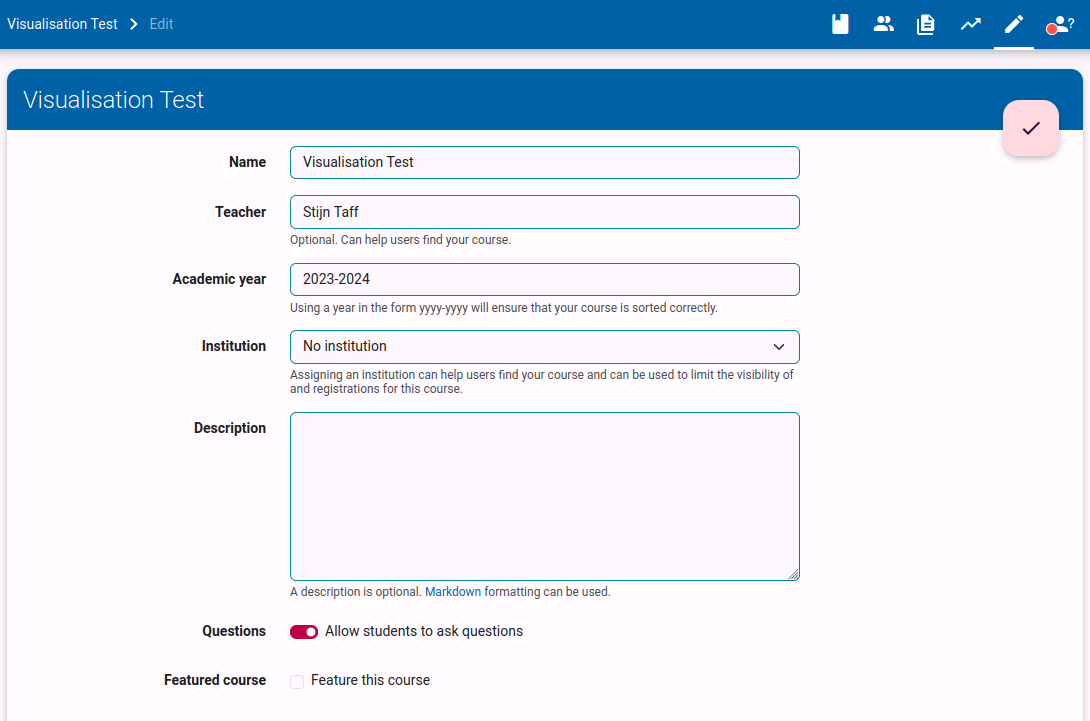 Visualisation Test > Edit
?
Visualisation Test
Name
Visualisation Test
Teacher
Stijn Taff
Optional. Can help users find your course.
Academic year
2023-2024
Using a year in the form yyyy-yyyy will ensure that your course is sorted correctly.
Institution
No institution
Assigning an institution can help users find your course and can be used to limit the visibility of
and registrations for this course.
Description
A description is optional. Markdown formatting can be used.
Questions
Allow students to ask questions
Featured course
Feature this course